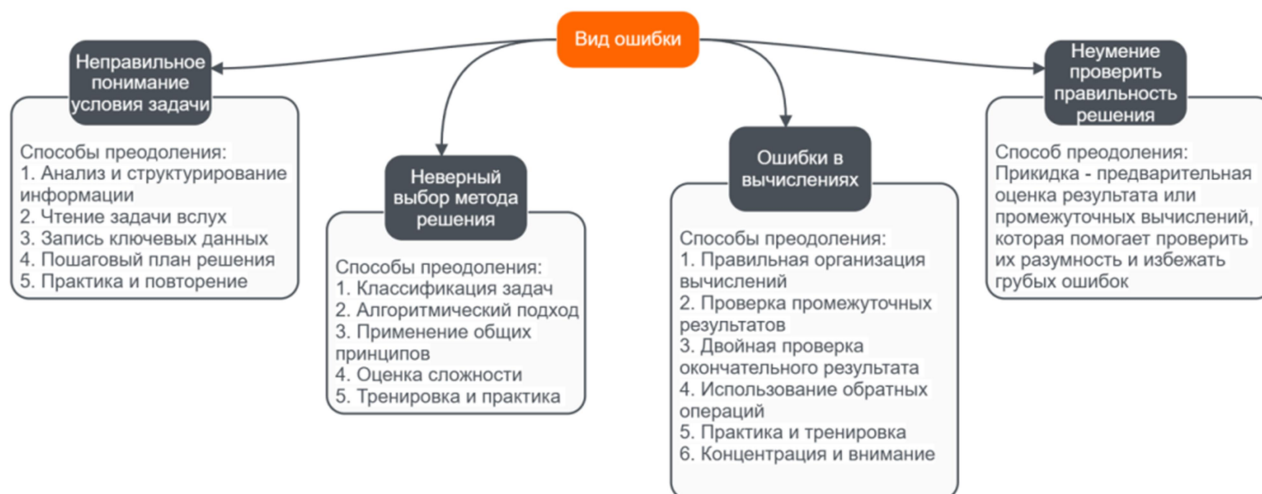 Вид ошибки
Неправильное
понимание
условия задачи
Способы преодоления:
1. Анализ и структурирование
информации
2. Чтение задачи вслух
3. Запись ключевых данных
4. Пошаговый план решения
5. Практика и повторение
Неверный
выбор метода
решения
Способы преодоления:
1. Классификация задач
2. Алгоритмический подход
3. Применение общих
принципов
4. Оценка сложности
5. Тренировка и практика
Ошибки в
вычислениях
Способы преодоления:
1. Правильная организация
вычислений
2. Проверка промежуточных
результатов
3. Двойная проверка
окончательного результата
4. Использование обратных
операций
5. Практика и тренировка
6. Концентрация и внимание
Неумение
проверить
правильность
решения
Способ преодоления:
Прикидка - предварительная
оценка результата или
промежуточных вычислений,
которая помогает проверить
их разумность и избежать
грубых ошибок